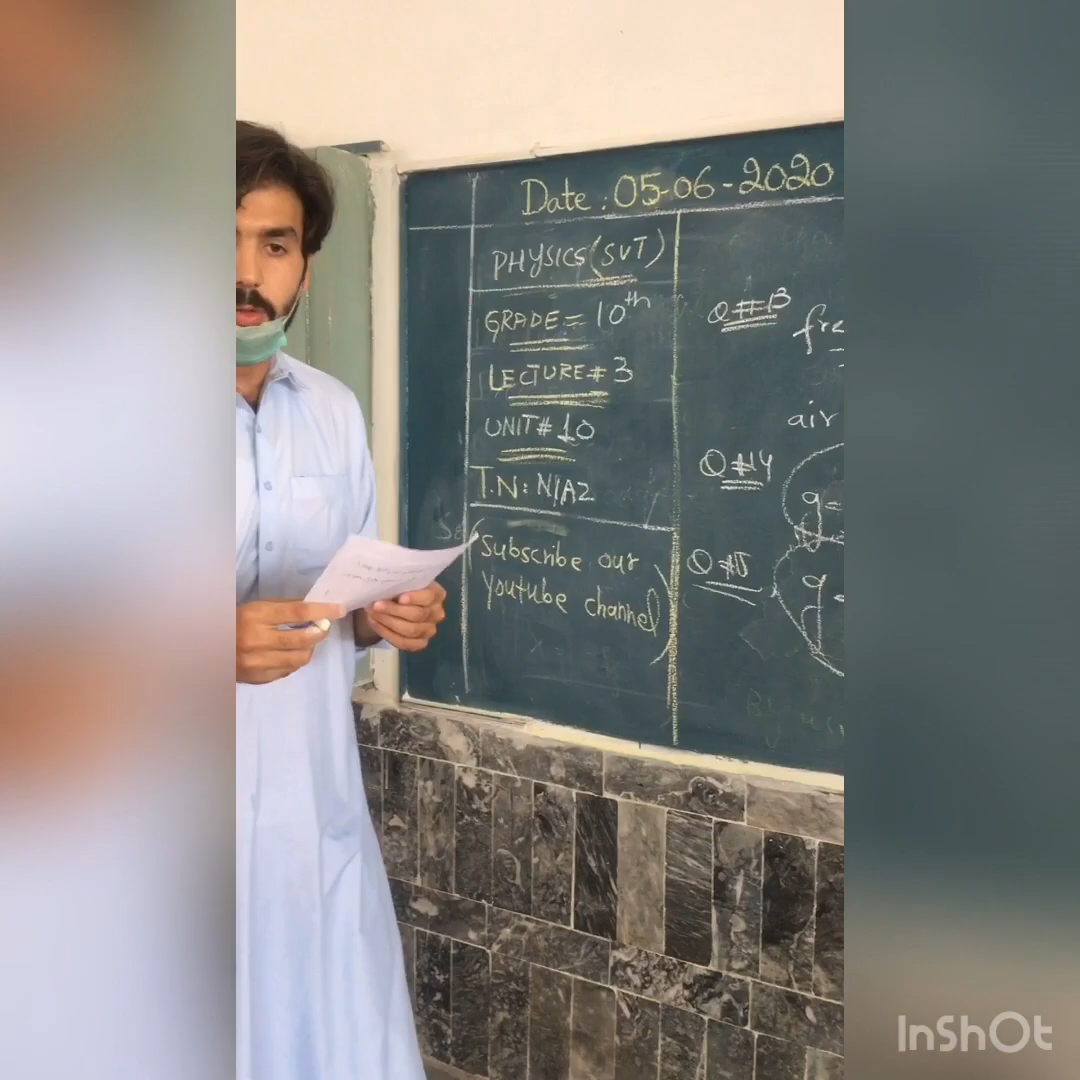 Date : 05-06-2020
PHYSICS (SVT)
GRADE = 10th
LECTURE # 3
UNIT # 10
T.N : NIAZ
(Subscribe our
Youtube channel)
Q #13
fre
air
Q #14
g =
Q #15
g =
InShOt